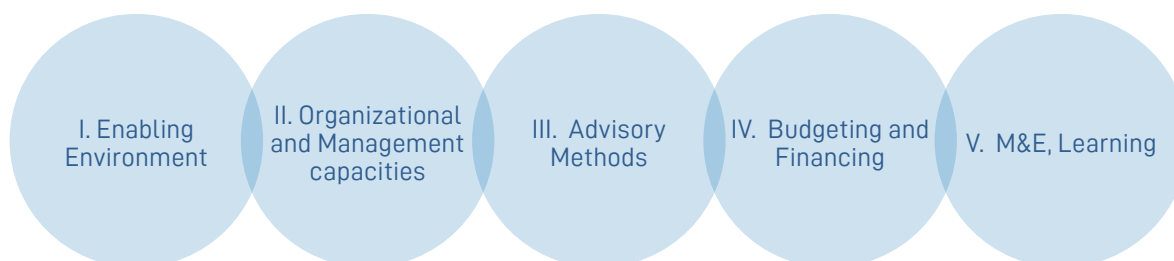 I. Enabling
Environment
II. Organizational
and Management
capacities
III. Advisory
Methods
IV. Budgeting and
Financing
V. M&E, Learning